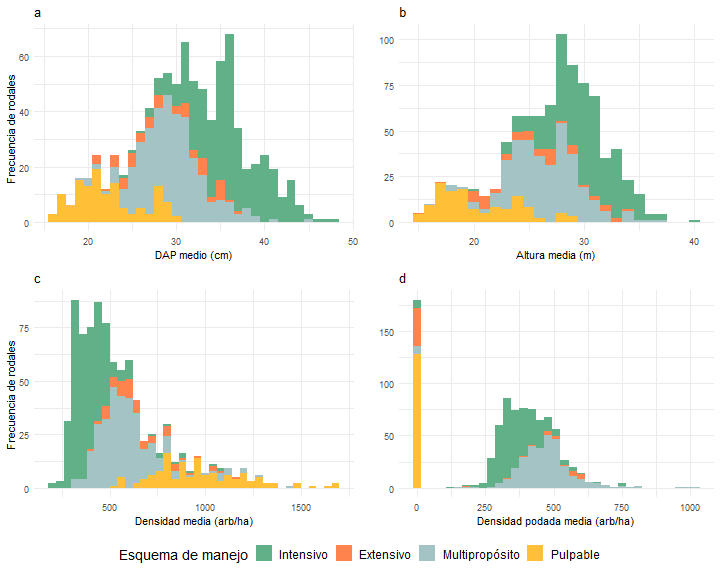 a
Frecuencia de rodales
60
40
20
0
20
30
40
50
DAP medio (cm)
b
100
75
50
25
0
20
30
40
Altura media (m)
c
Frecuencia de rodales
75
50
25
0
500
1000
1500
Densidad media (arb/ha)
d
150
100
50
0
0
250
500
750
1000
Densidad podada media (arb/ha)
Esquema de manejo Intensivo Extensivo Multipropósito Pulpable